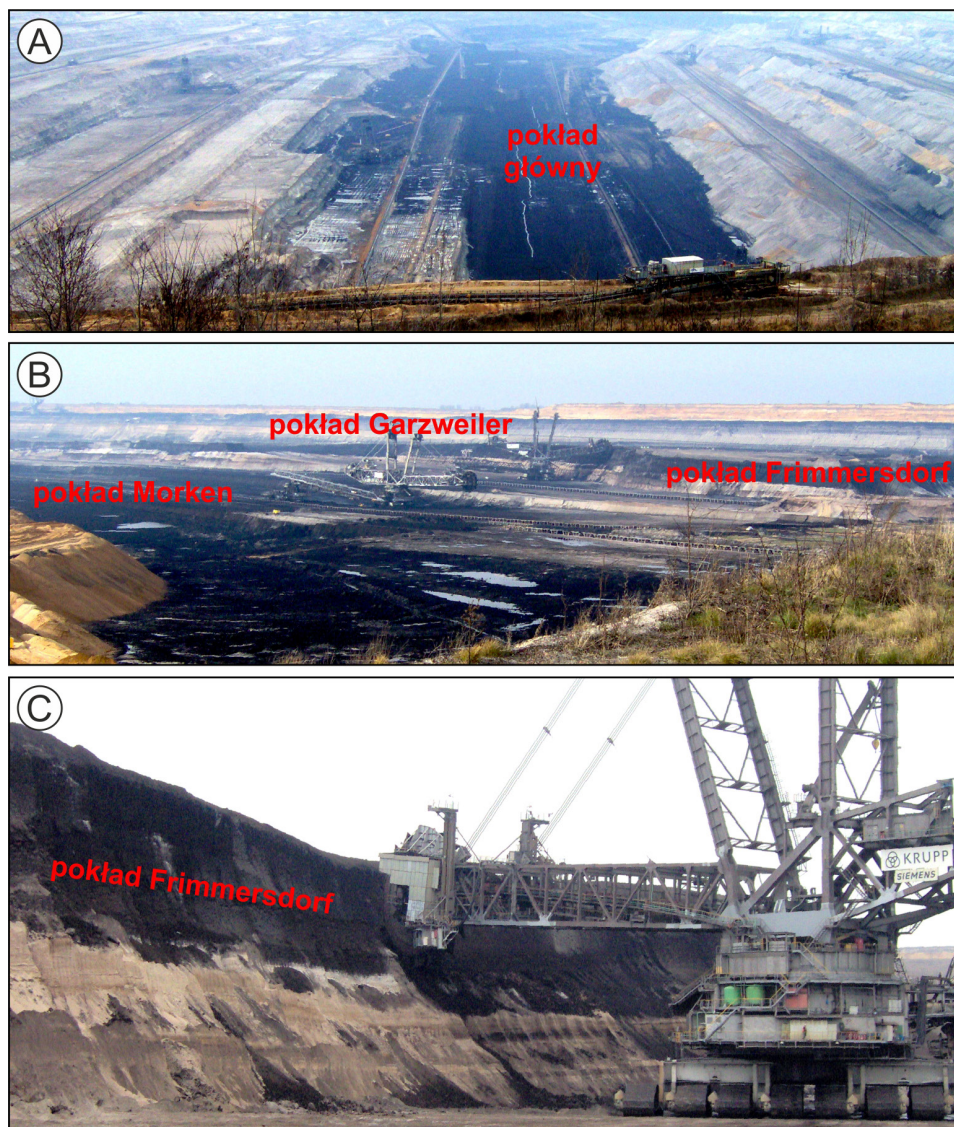 A
pokład
główny
B
pokład Garzweiler
pokład Frimmersdorf
pokład Morken
C
pokład Frimmersdorf
KRUPP
SIEMENS